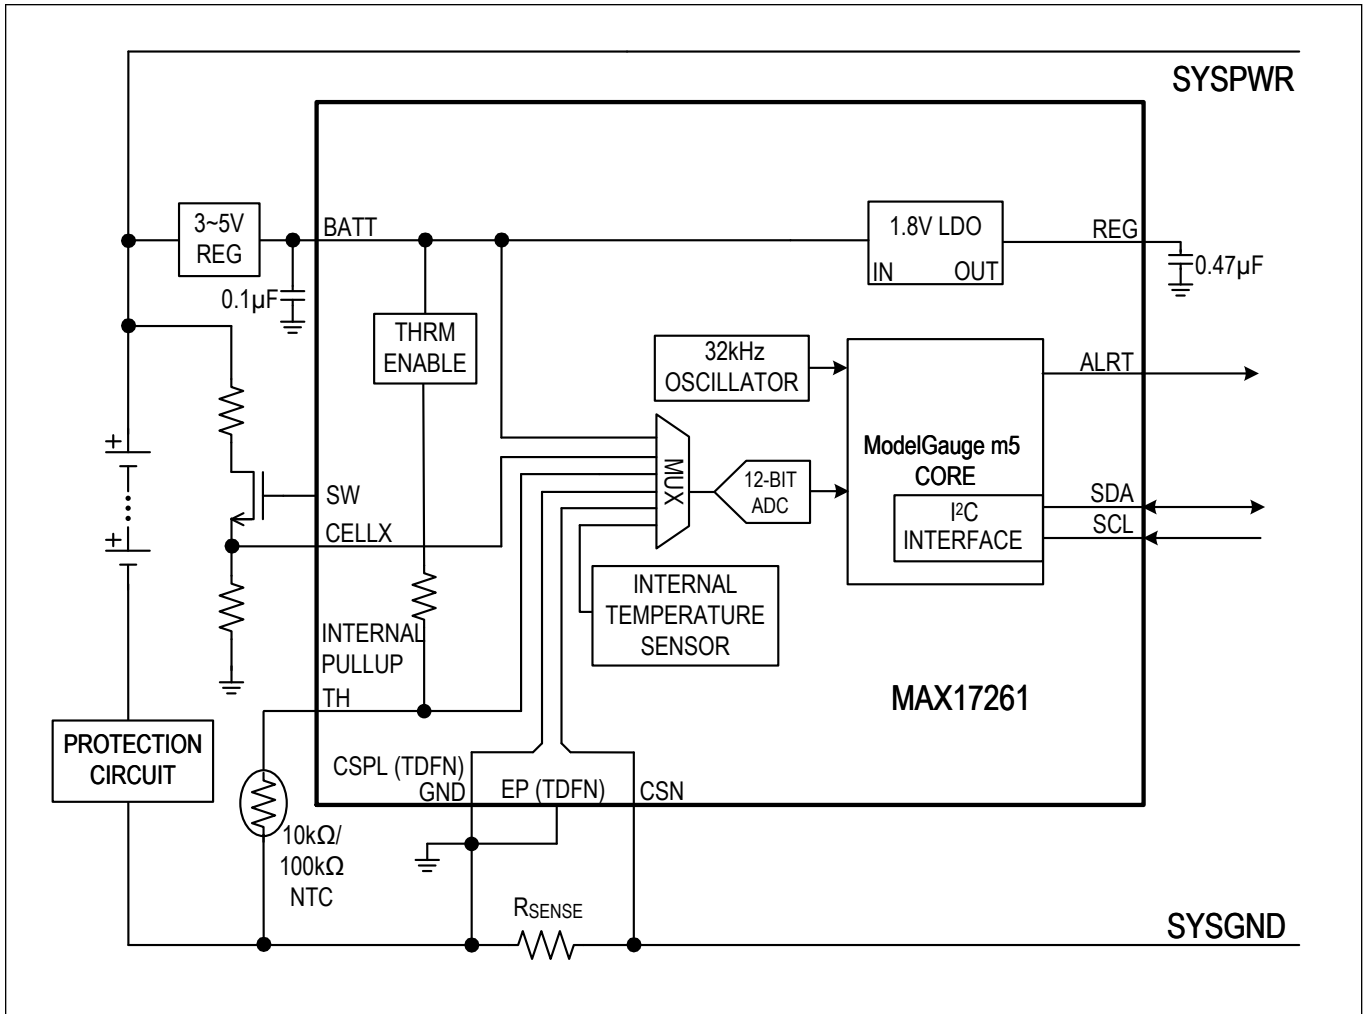 SYSPWR
3~5V
REG
BATT
1.8V LDO
IN OUT
REG
0.47µF
0.1µF
THRM
ENABLE
32kHz
OSCILLATOR
ALRT
ModelGauge m5
CORE
MUX
12-BIT
ADC
SW
SDA
I²C
INTERFACE
SCL
CELLX
+
+
INTERNAL
TEMPERATURE
SENSOR
INTERNAL
PULLUP
TH
MAX17261
PROTECTION
CIRCUIT
CSPL (TDFN)
GND
EP (TDFN)
CSN
10kΩ/
100kΩ
NTC
RSENSE
SYSGND